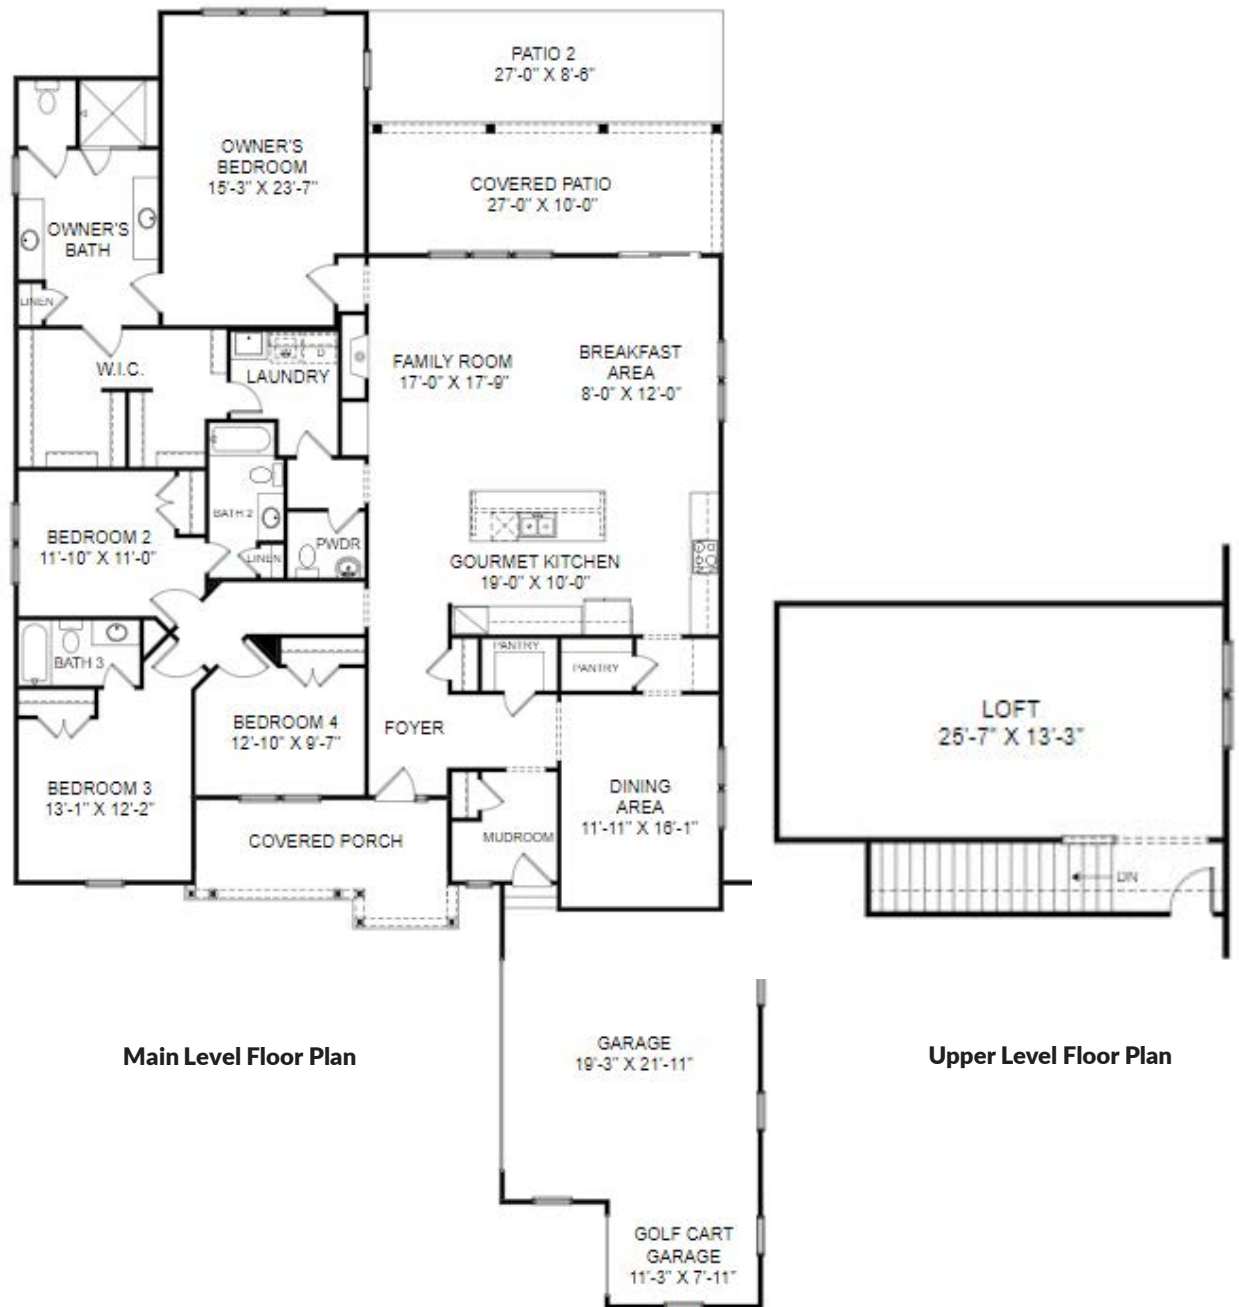 PATIO 2
27'-0" X 8'-6"
OWNER'S
BEDROOM
15'-3" X 23'-7"
COVERED PATIO
27'-0" X 10'-0"
OWNER'S
BATH
LINEN
W.I.C.
W
D
LAUNDRY
FAMILY ROOM
17'-0" X 17'-9"
BREAKFAST
AREA
8'-0" X 12'-0"
BEDROOM 2
11'-10" X 11'-0"
BATH 2
LINEN
PWDR
GOURMET KITCHEN
19'-0" X 10'-0"
BATH 3
PANTRY
PANTRY
BEDROOM 4
12'-10" X 9'-7"
FOYER
BEDROOM 3
13'-1" X 12'-2"
DINING
AREA
11'-11" X 16'-1"
COVERED PORCH
MUDROOM
LOFT
25'-7" X 13'-3"
DN
Main Level Floor Plan
GARAGE
19'-3" X 21'-11"
Upper Level Floor Plan
GOLF CART
GARAGE
11'-3" X 7'-11"